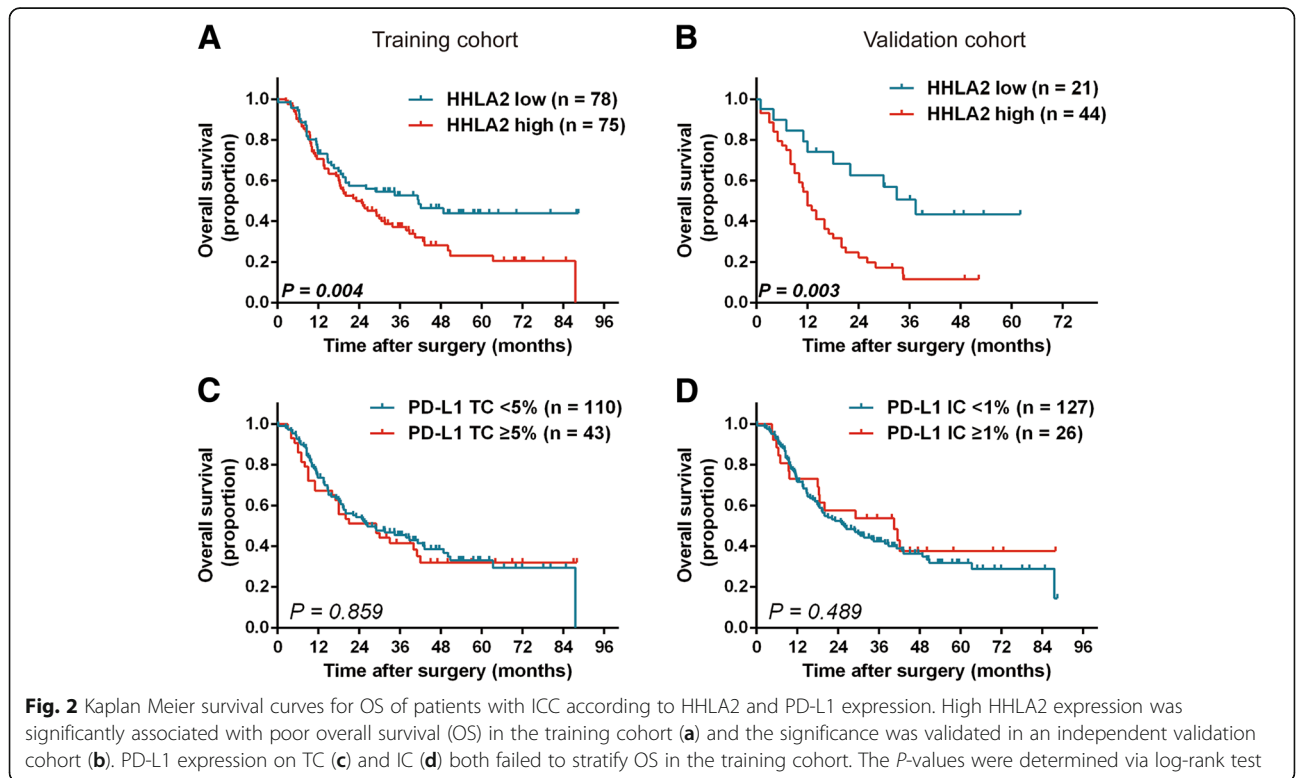 A Training cohort
HHLA2 low (n = 78)
HHLA2 high (n = 75)
Overall survival
(proportion)
1.0
0.8
0.6
0.4
0.2
0.0
P = 0.004
0 12 24 36 48 60 72 84 96
Time after surgery (months)
B Validation cohort
HHLA2 low (n = 21)
HHLA2 high (n = 44)
Overall survival
(proportion)
1.0
0.8
0.6
0.4
0.2
0.0
P = 0.003
0 12 24 36 48 60 72
Time after surgery (months)
C
PD-L1 TC <5% (n = 110)
PD-L1 TC ≥5% (n = 43)
Overall survival
(proportion)
1.0
0.8
0.6
0.4
0.2
0.0
P = 0.859
0 12 24 36 48 60 72 84 96
Time after surgery (months)
D
PD-L1 IC <1% (n = 127)
PD-L1 IC ≥1% (n = 26)
Overall survival
(proportion)
1.0
0.8
0.6
0.4
0.2
0.0
P = 0.489
0 12 24 36 48 60 72 84 96
Time after surgery (months)
Fig. 2 Kaplan Meier survival curves for OS of patients with ICC according to HHLA2 and PD-L1 expression. High HHLA2 expression was
significantly associated with poor overall survival (OS) in the training cohort (a) and the significance was validated in an independent validation
cohort (b). PD-L1 expression on TC (c) and IC (d) both failed to stratify OS in the training cohort. The P-values were determined via log-rank test